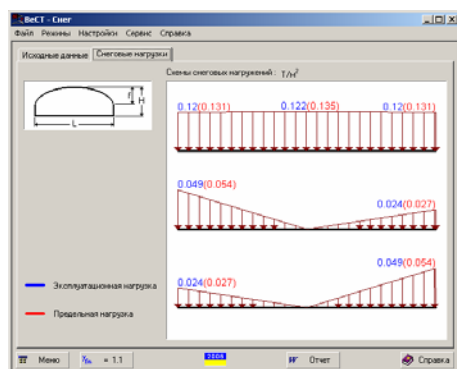 ВеСТ - Снег
Файл Режимы Настройки Сервис Справка
Исходные данные Снеговые нагрузки
Схемы снеговых нагружений : Т/м²
f H
L
0.12(0.131) 0.122(0.135) 0.12(0.131)
0.049(0.054)
0.024(0.027)
0.049(0.054)
0.024(0.027)
Эксплуатационная нагрузка
Предельная нагрузка
Меню = 1.1 Отчет Справка